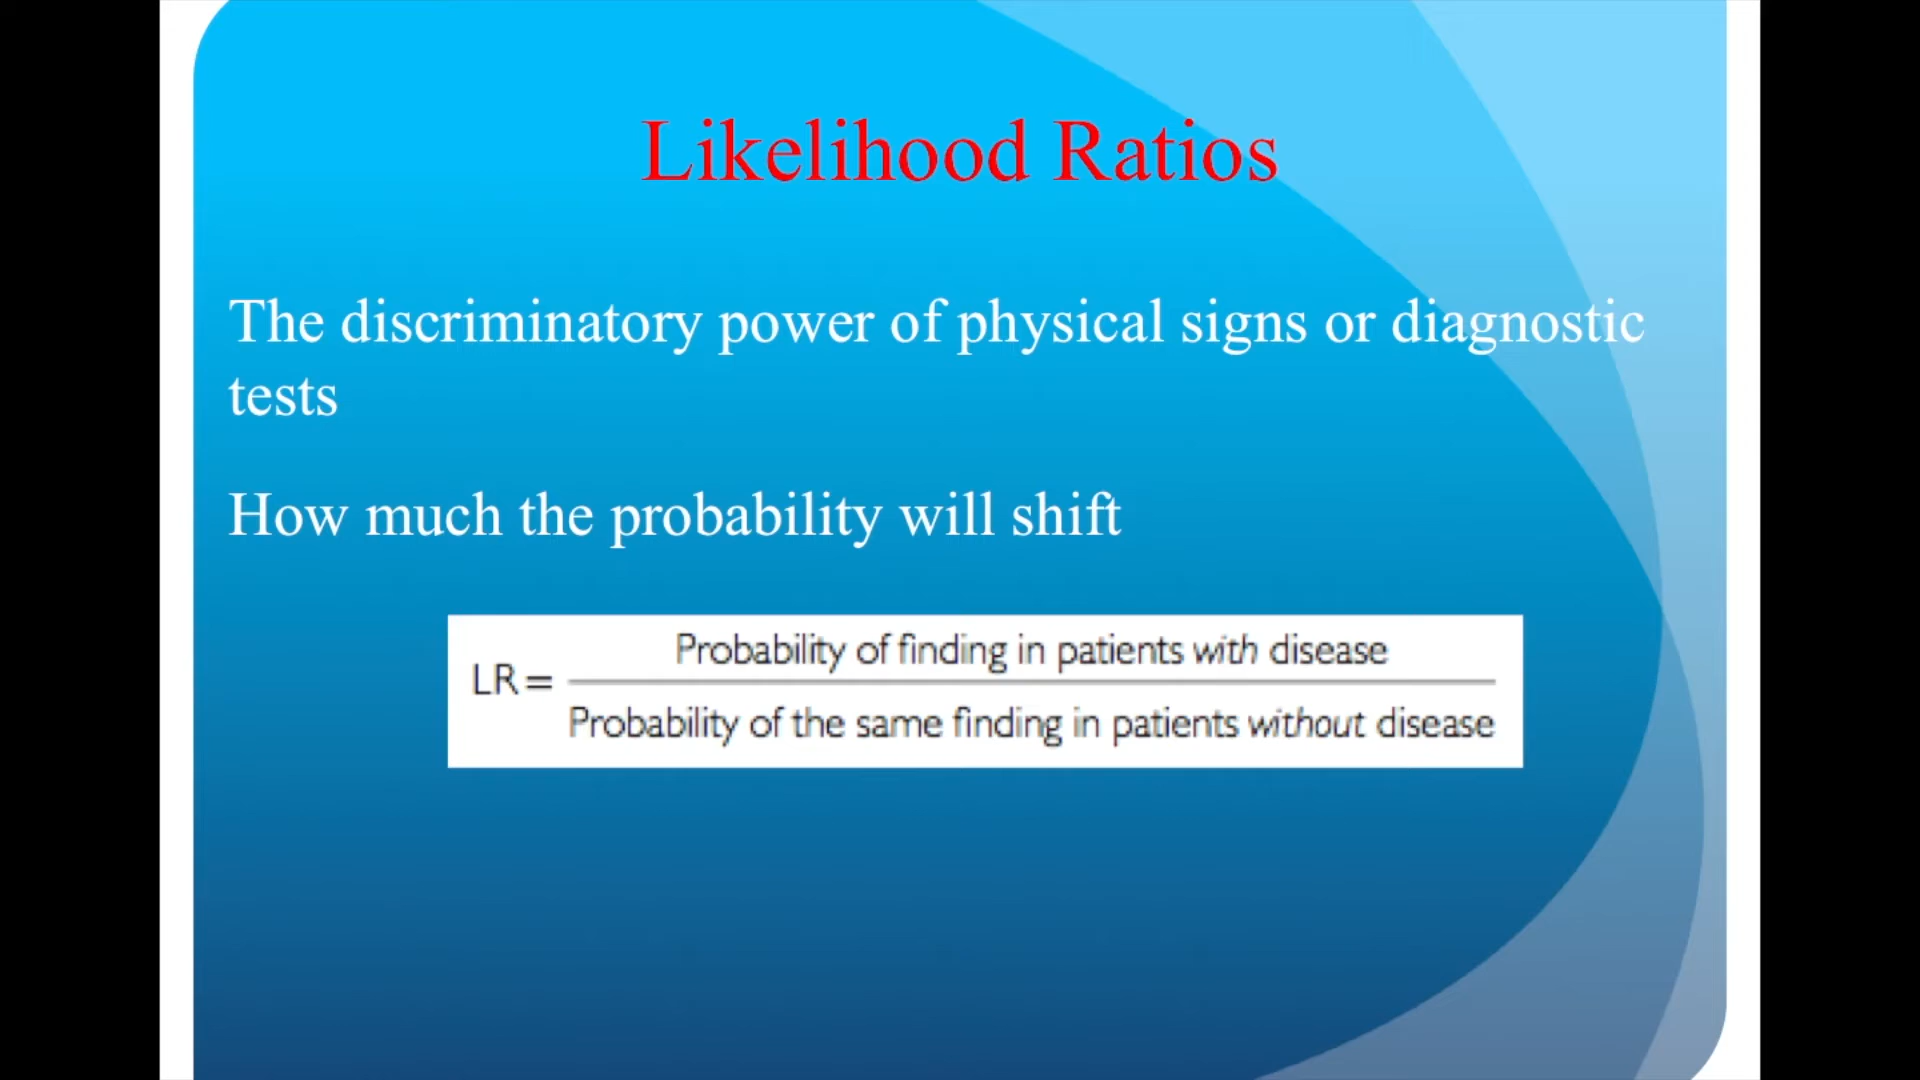 Likelihood Ratios
The discriminatory power of physical signs or diagnostic
tests
How much the probability will shift
Probability of finding in patients with disease
LR =
Probability of the same finding in patients without disease